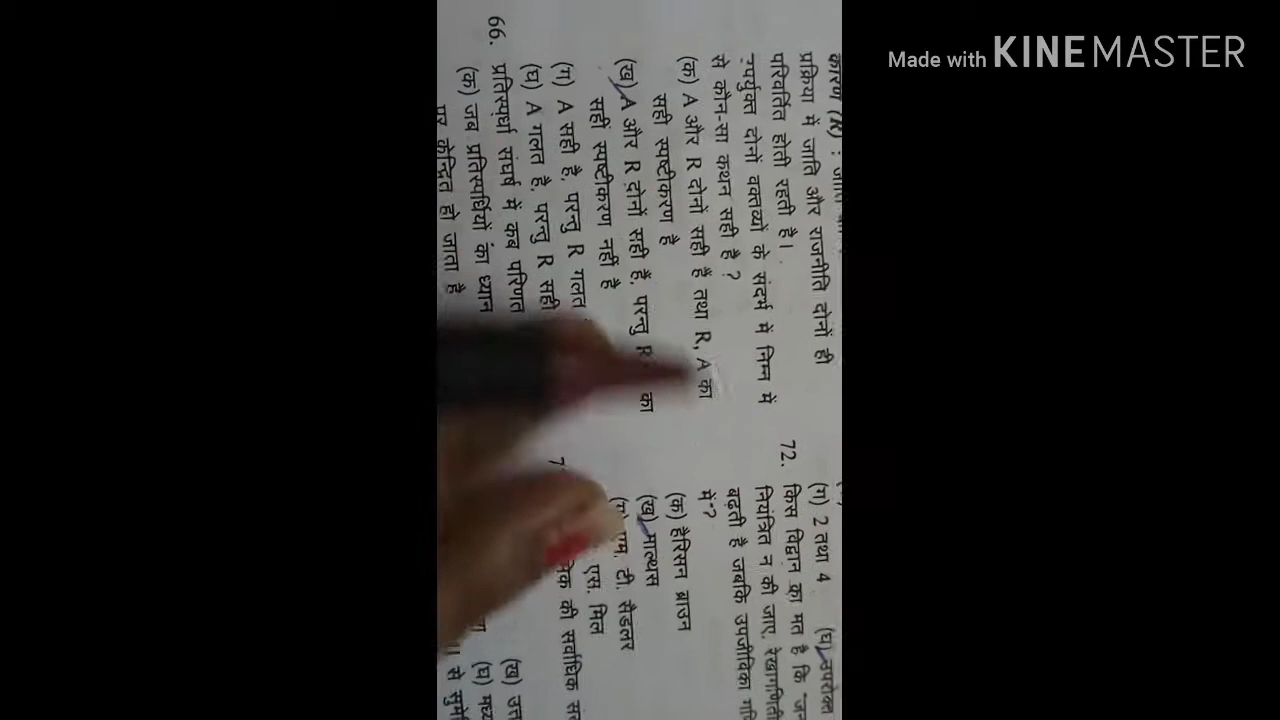 Made with KINEMASTER
कारण (R) :
प्रक्रिया में जाति और राजनीति दोनों ही
परिवर्तित होती रहती है।
उपर्युक्त दोनों वक्तव्यों के संदर्भ में निम्न में
से कौन-सा कथन सही है ?
(क) A और R दोनों सही हैं तथा R, A का
सही स्पष्टीकरण है
(ख) A और R दोनों सही हैं, परन्तु R का
सही स्पष्टीकरण नहीं है
(ग) A सही है, परन्तु R गलत
(घ) A गलत है, परन्तु R सही
66. प्रतिस्पर्धा संघर्ष में कब परिणत
(क) जब प्रतिस्पर्धियों का ध्यान
पर केन्द्रित हो जाता है
(ग) 2 तथा 4 (घ) उपरोक्त
72. किस विद्वान का मत है कि
नियंत्रित न की जाए,
बढ़ती है जबकि उपजीविका
में ?
(क) हैरिसन ब्राउन
(ख) माल्थस
(ग) एम. टी. सैडलर
एस. मिल
की सर्वाधिक
(ख)
(घ)
से